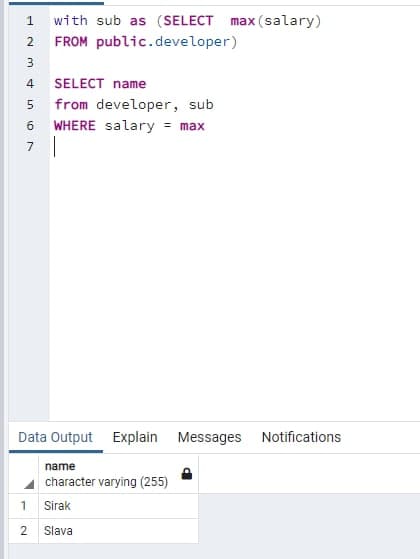 1 with sub as (SELECT max(salary)
2 FROM public.developer)
3
4 SELECT name
5 from developer, sub
6 WHERE salary = max
7
Data Output Explain Messages Notifications
name
character varying (255)
1 Sirak
2 Slava